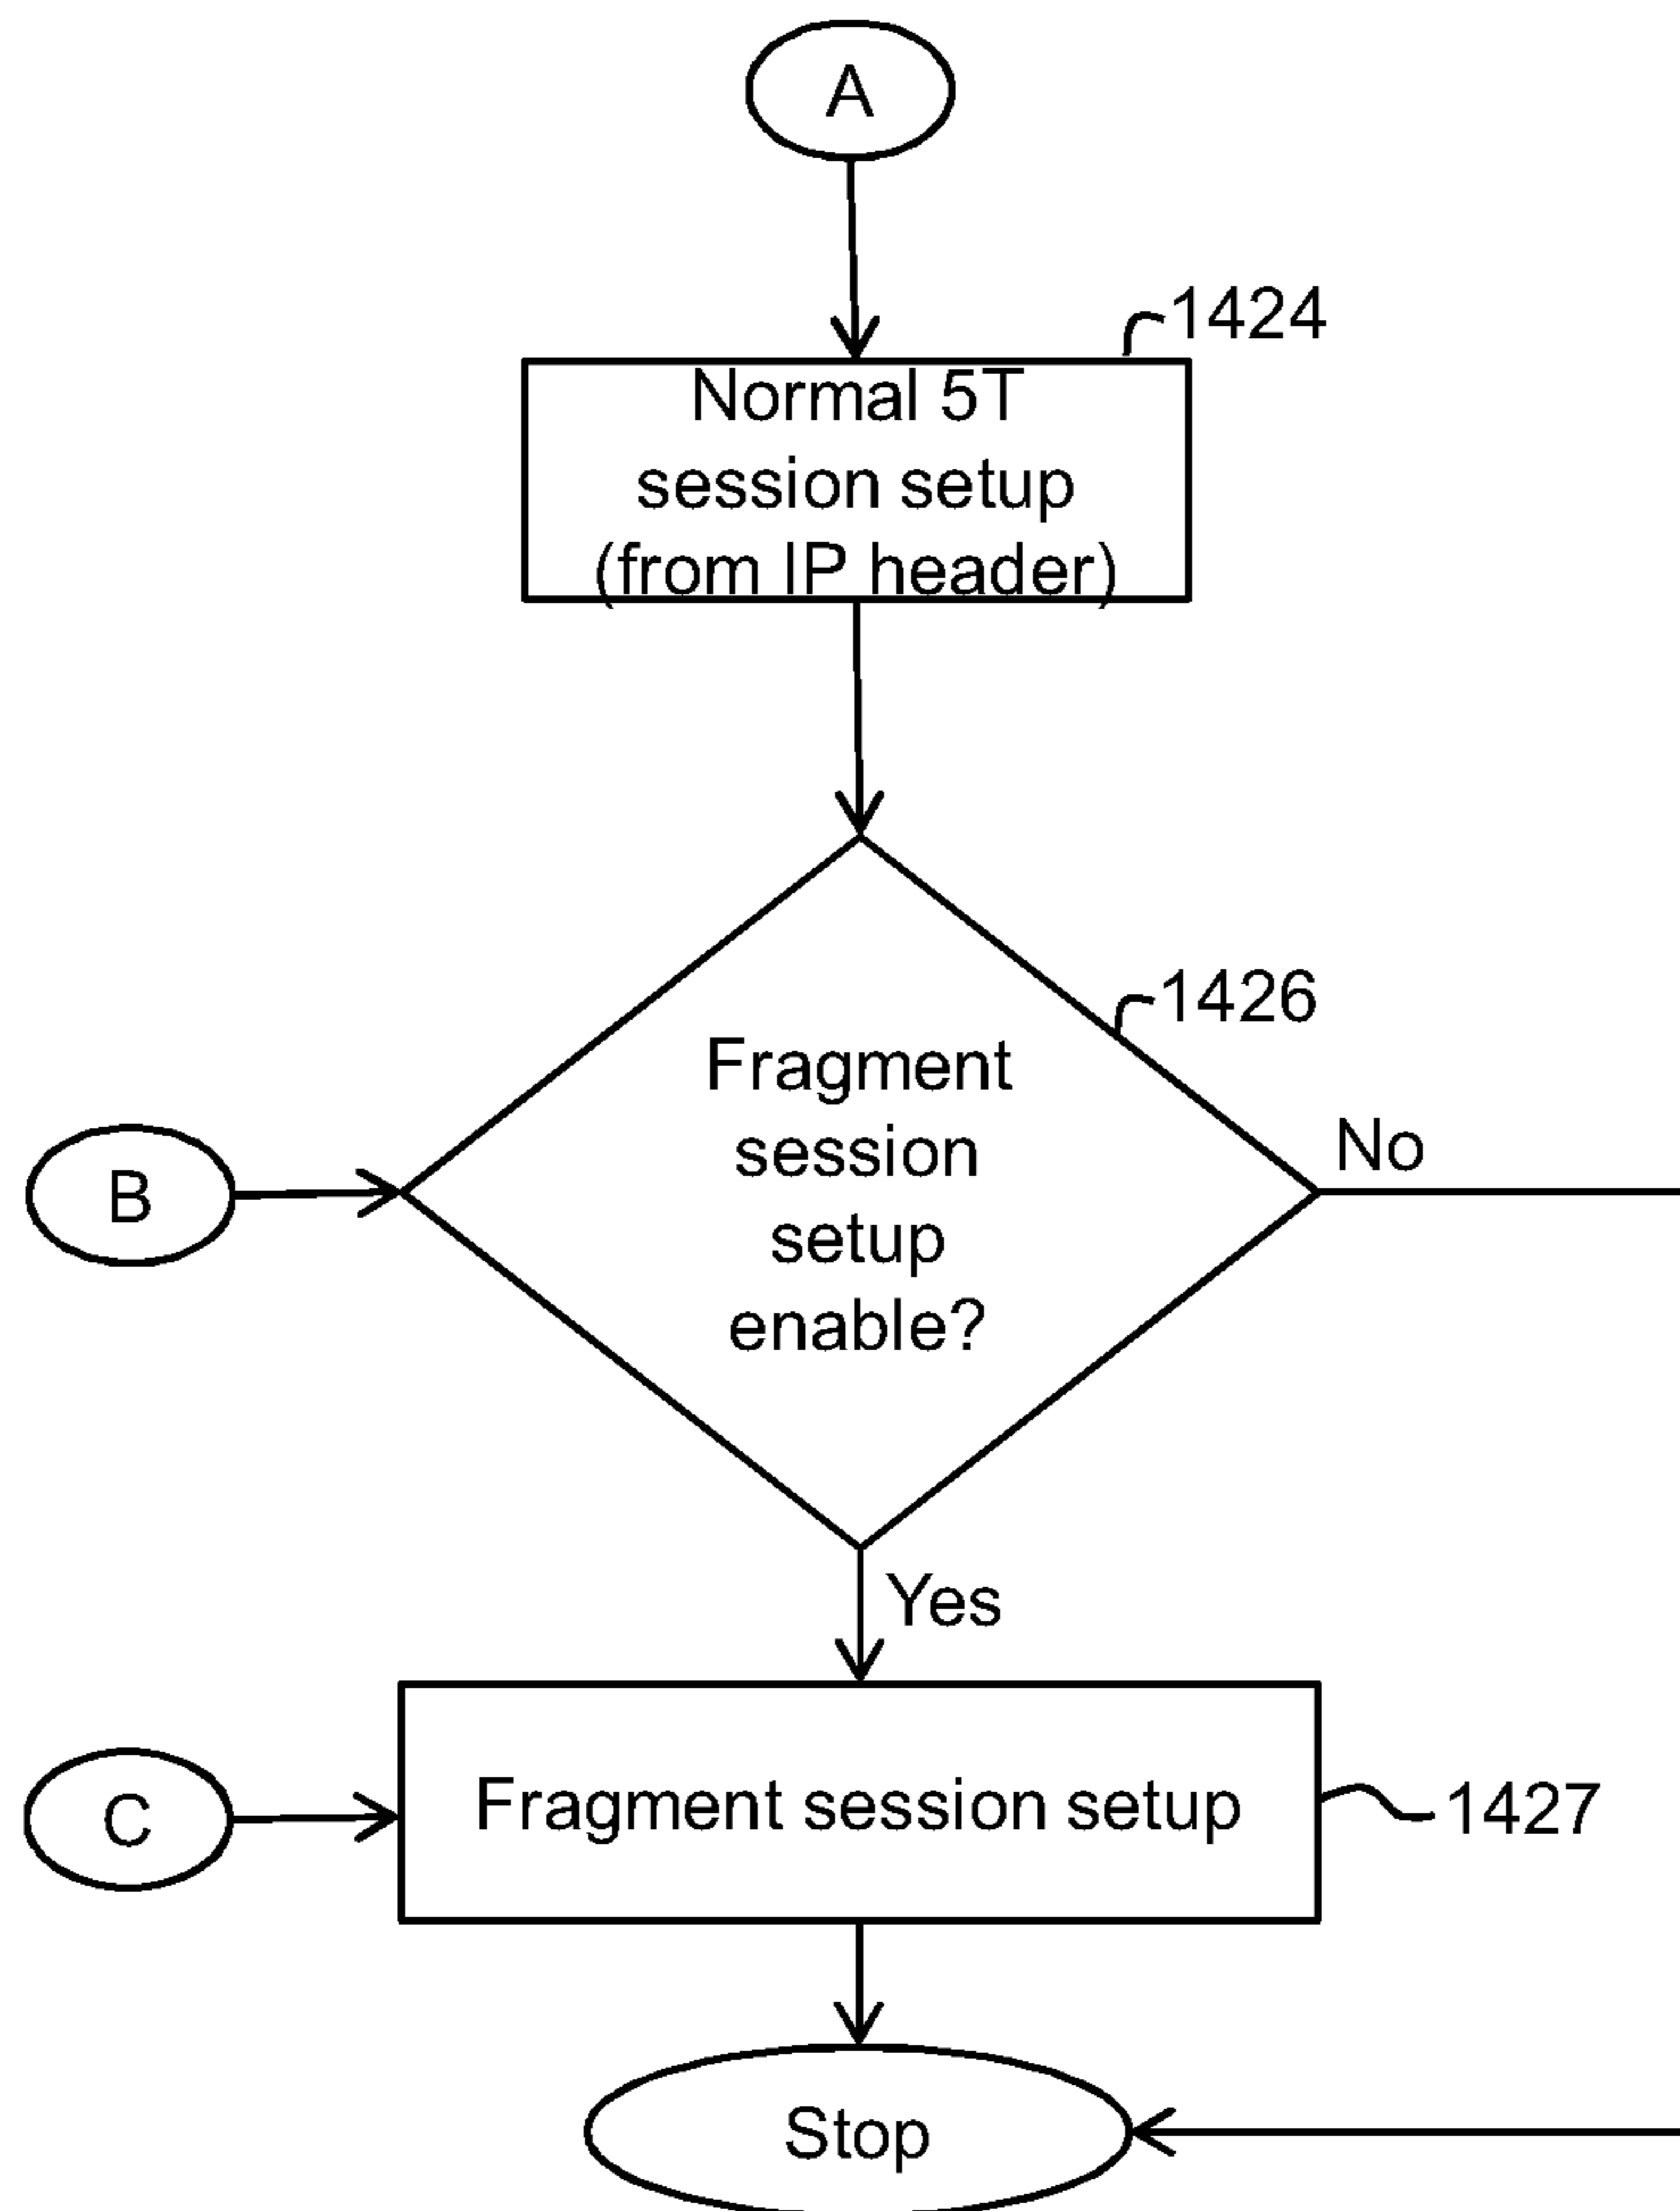 A
1424
Normal 5T
session setup
(from IP header)
1426
Fragment
session
setup
enable?
No
B
Yes
C
Fragment session setup
1427
Stop